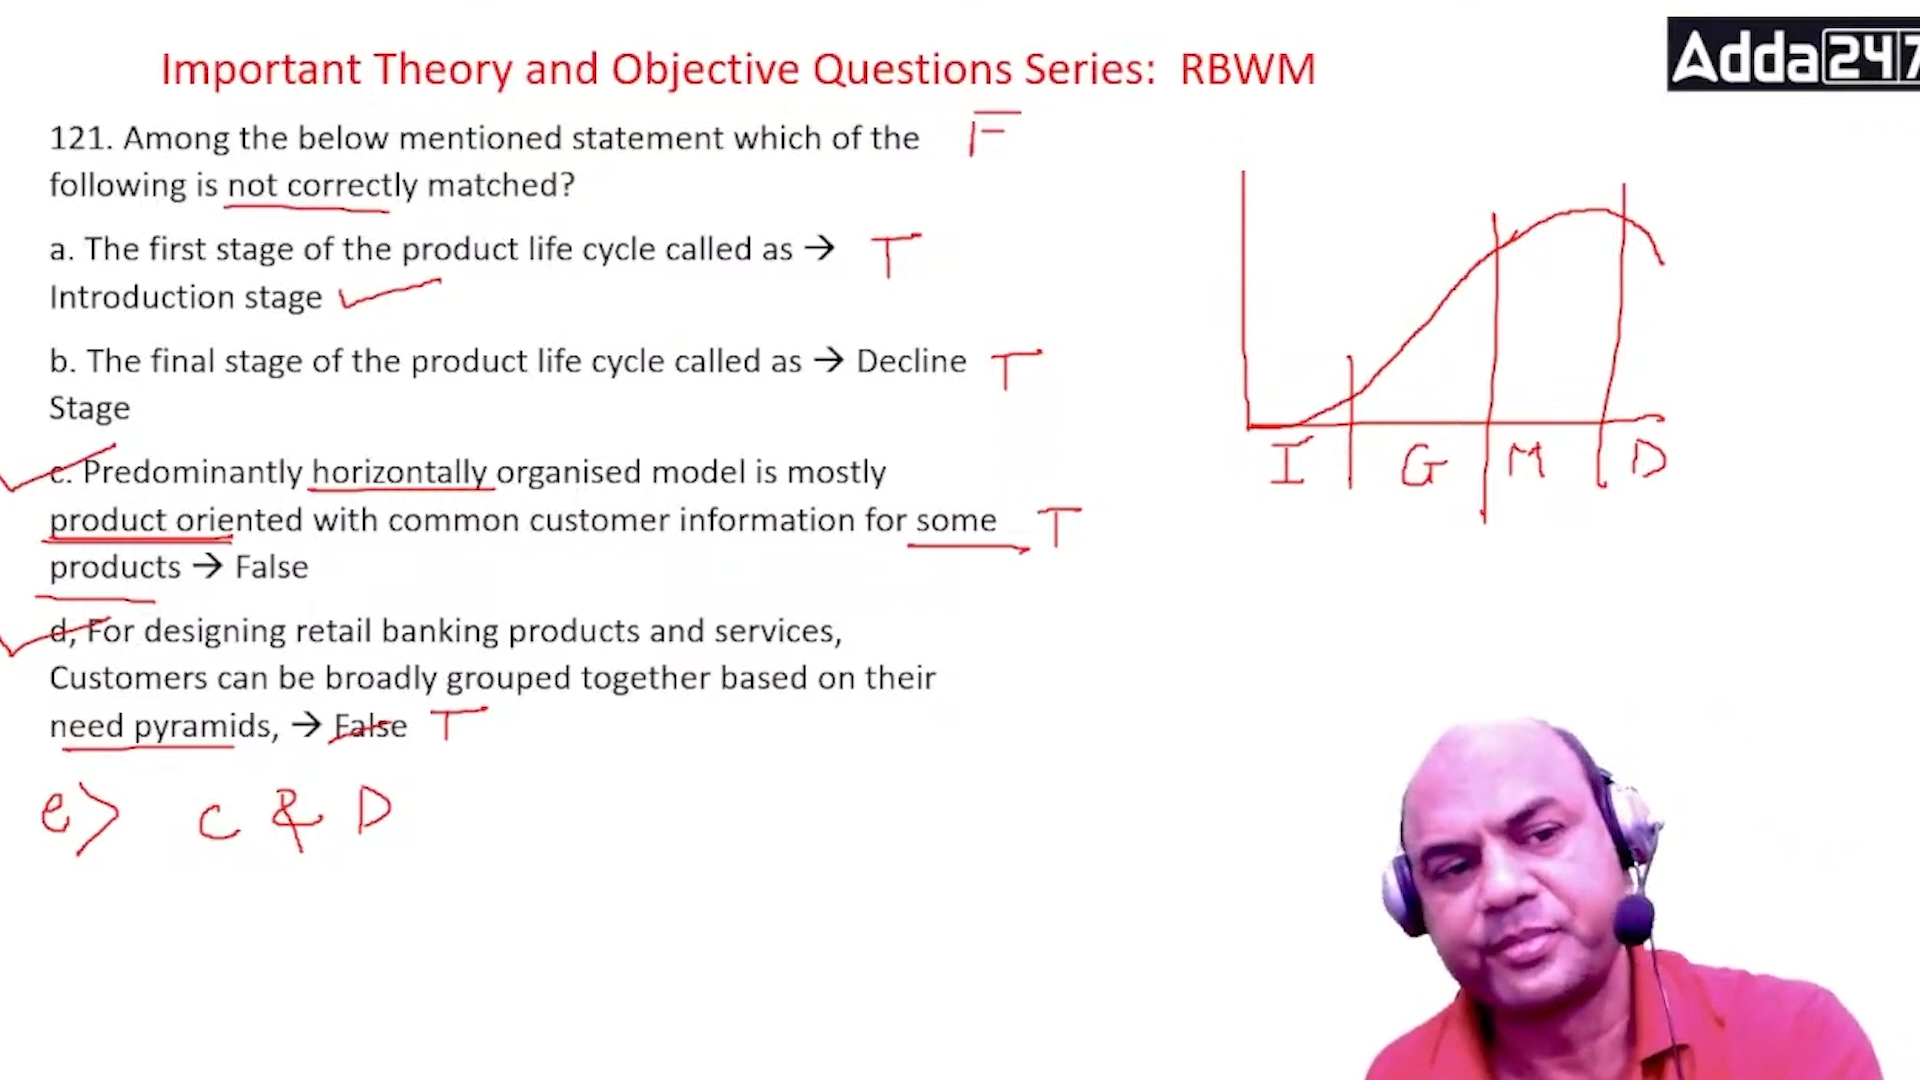 Adda247
Important Theory and Objective Questions Series: RBWM
121. Among the below mentioned statement which of the F
following is not correctly matched?
a. The first stage of the product life cycle called as → T
Introduction stage
b. The final stage of the product life cycle called as → Decline T
Stage
c. Predominantly horizontally organised model is mostly
product oriented with common customer information for some T
products → False
d, For designing retail banking products and services,
Customers can be broadly grouped together based on their
need pyramids, → False T
e> C & D
I G M D